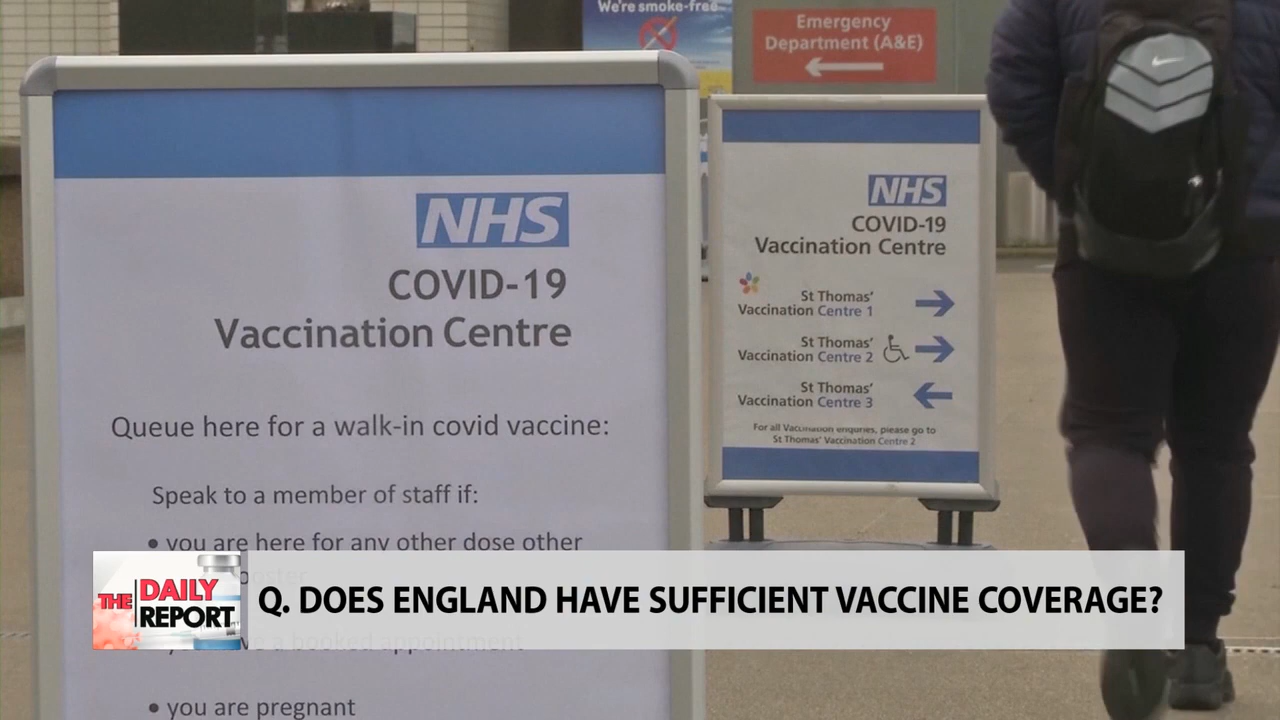 We're smoke-free
Emergency
Department (A&E)
NHS
COVID-19
Vaccination Centre
Queue here for a walk-in covid vaccine:
Speak to a member of staff if:
• you are here for any other dose other
booster
have a booked appointment
• you are pregnant
NHS
COVID-19
Vaccination Centre
St Thomas'
Vaccination Centre 1
St Thomas'
Vaccination Centre 2
St Thomas'
Vaccination Centre 3
For all Vaccination enquiries, please go to
St Thomas' Vaccination Centre 2
THE DAILY
REPORT
Q. DOES ENGLAND HAVE SUFFICIENT VACCINE COVERAGE?